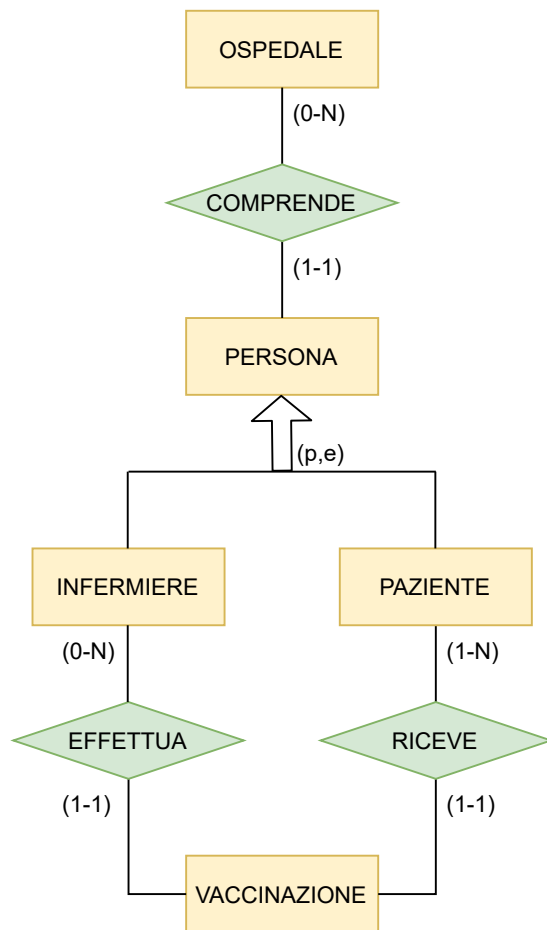 OSPEDALE
(0-N)
COMPRENDE
(1-1)
PERSONA
(p,e)
INFERMIERE
PAZIENTE
(0-N)
(1-N)
EFFETTUA
RICEVE
(1-1)
(1-1)
VACCINAZIONE